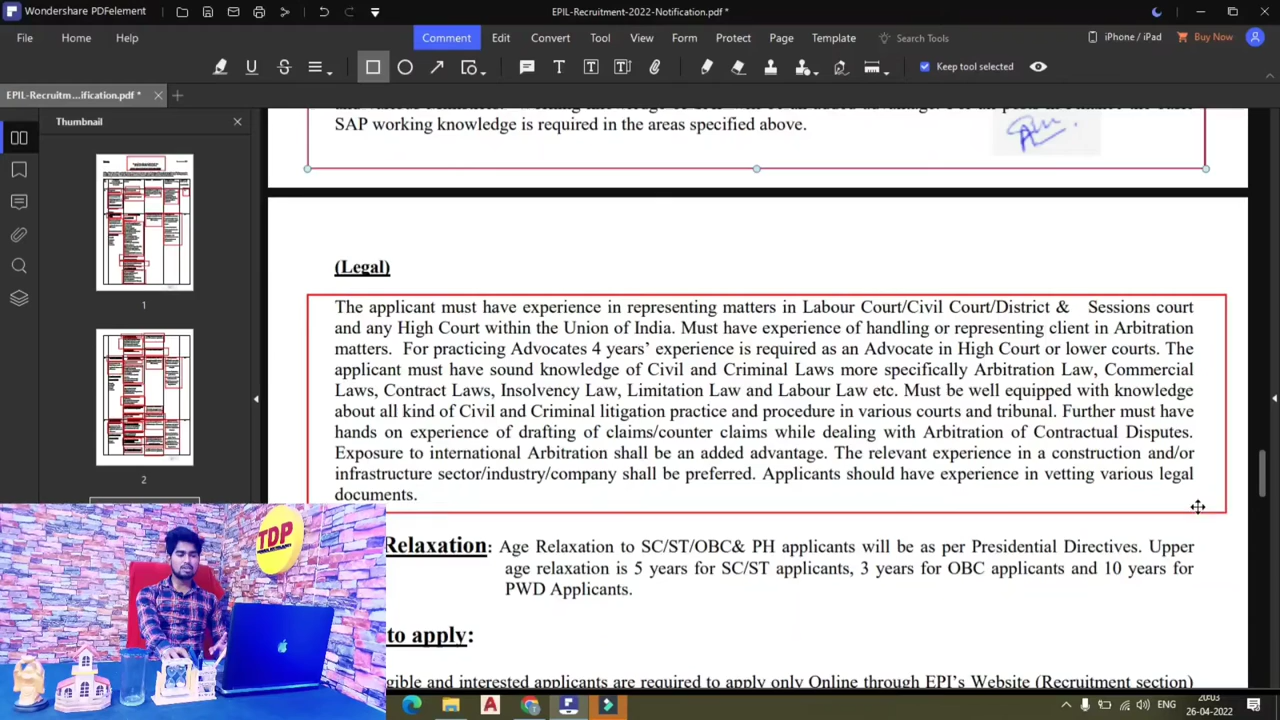 Wondershare PDFelement
EPIL-Recruitment-2022-Notification.pdf *
File Home Help Comment Edit Convert Tool View Form Protect Page Template Search Tools iPhone / iPad Buy Now
Keep tool selected
EPIL-Recruitm...ification.pdf *
Thumbnail
1
2
SAP working knowledge is required in the areas specified above.
(Legal)
The applicant must have experience in representing matters in Labour Court/Civil Court/District & Sessions court
and any High Court within the Union of India. Must have experience of handling or representing client in Arbitration
matters. For practicing Advocates 4 years’ experience is required as an Advocate in High Court or lower courts. The
applicant must have sound knowledge of Civil and Criminal Laws more specifically Arbitration Law, Commercial
Laws, Contract Laws, Insolvency Law, Limitation Law and Labour Law etc. Must be well equipped with knowledge
about all kind of Civil and Criminal litigation practice and procedure in various courts and tribunal. Further must have
hands on experience of drafting of claims/counter claims while dealing with Arbitration of Contractual Disputes.
Exposure to international Arbitration shall be an added advantage. The relevant experience in a construction and/or
infrastructure sector/industry/company shall be preferred. Applicants should have experience in vetting various legal
documents.
Relaxation: Age Relaxation to SC/ST/OBC& PH applicants will be as per Presidential Directives. Upper
age relaxation is 5 years for SC/ST applicants, 3 years for OBC applicants and 10 years for
PWD Applicants.
to apply:
gible and interested applicants are required to apply only Online through EPI’s Website (Recruitment section)
TDP
20:03
26-04-2022